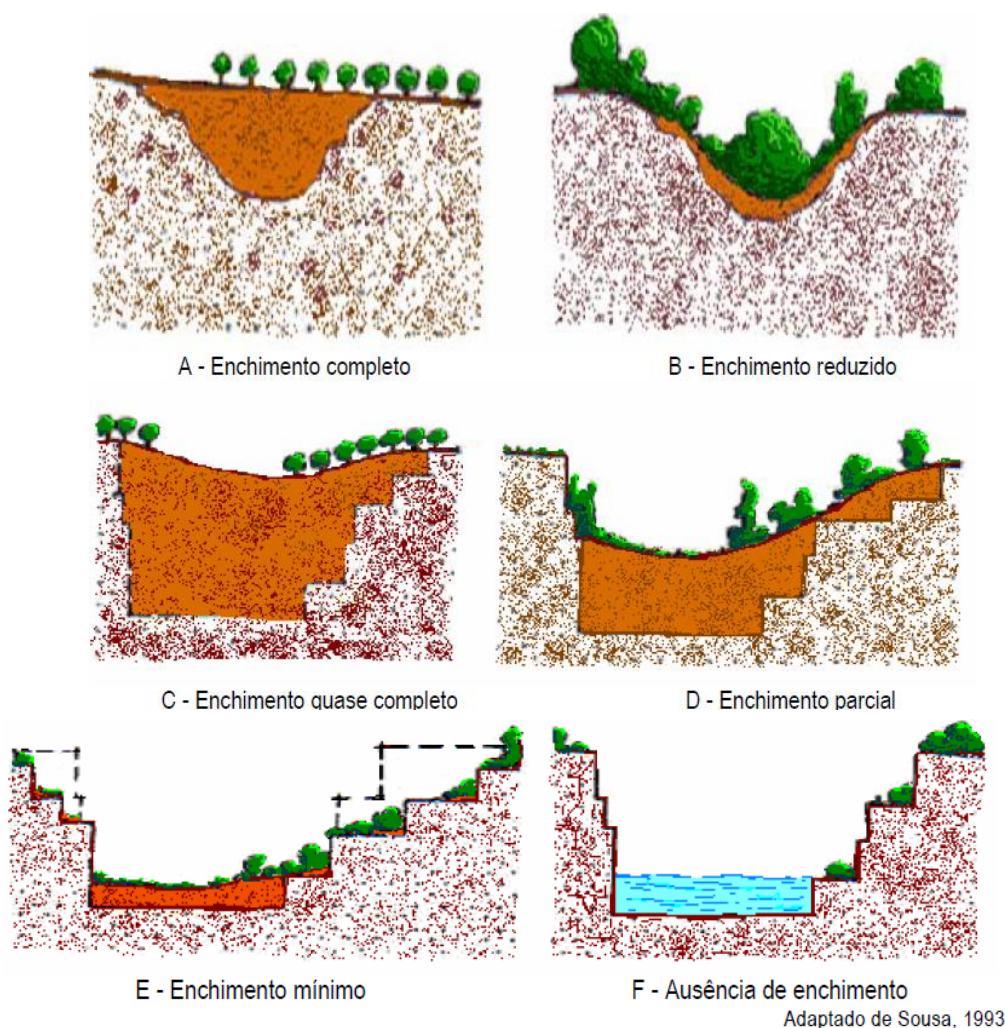 A - Enchimento completo
B - Enchimento reduzido
C - Enchimento quase completo
D - Enchimento parcial
E - Enchimento mínimo
F - Ausência de enchimento
Adaptado de Sousa, 1993